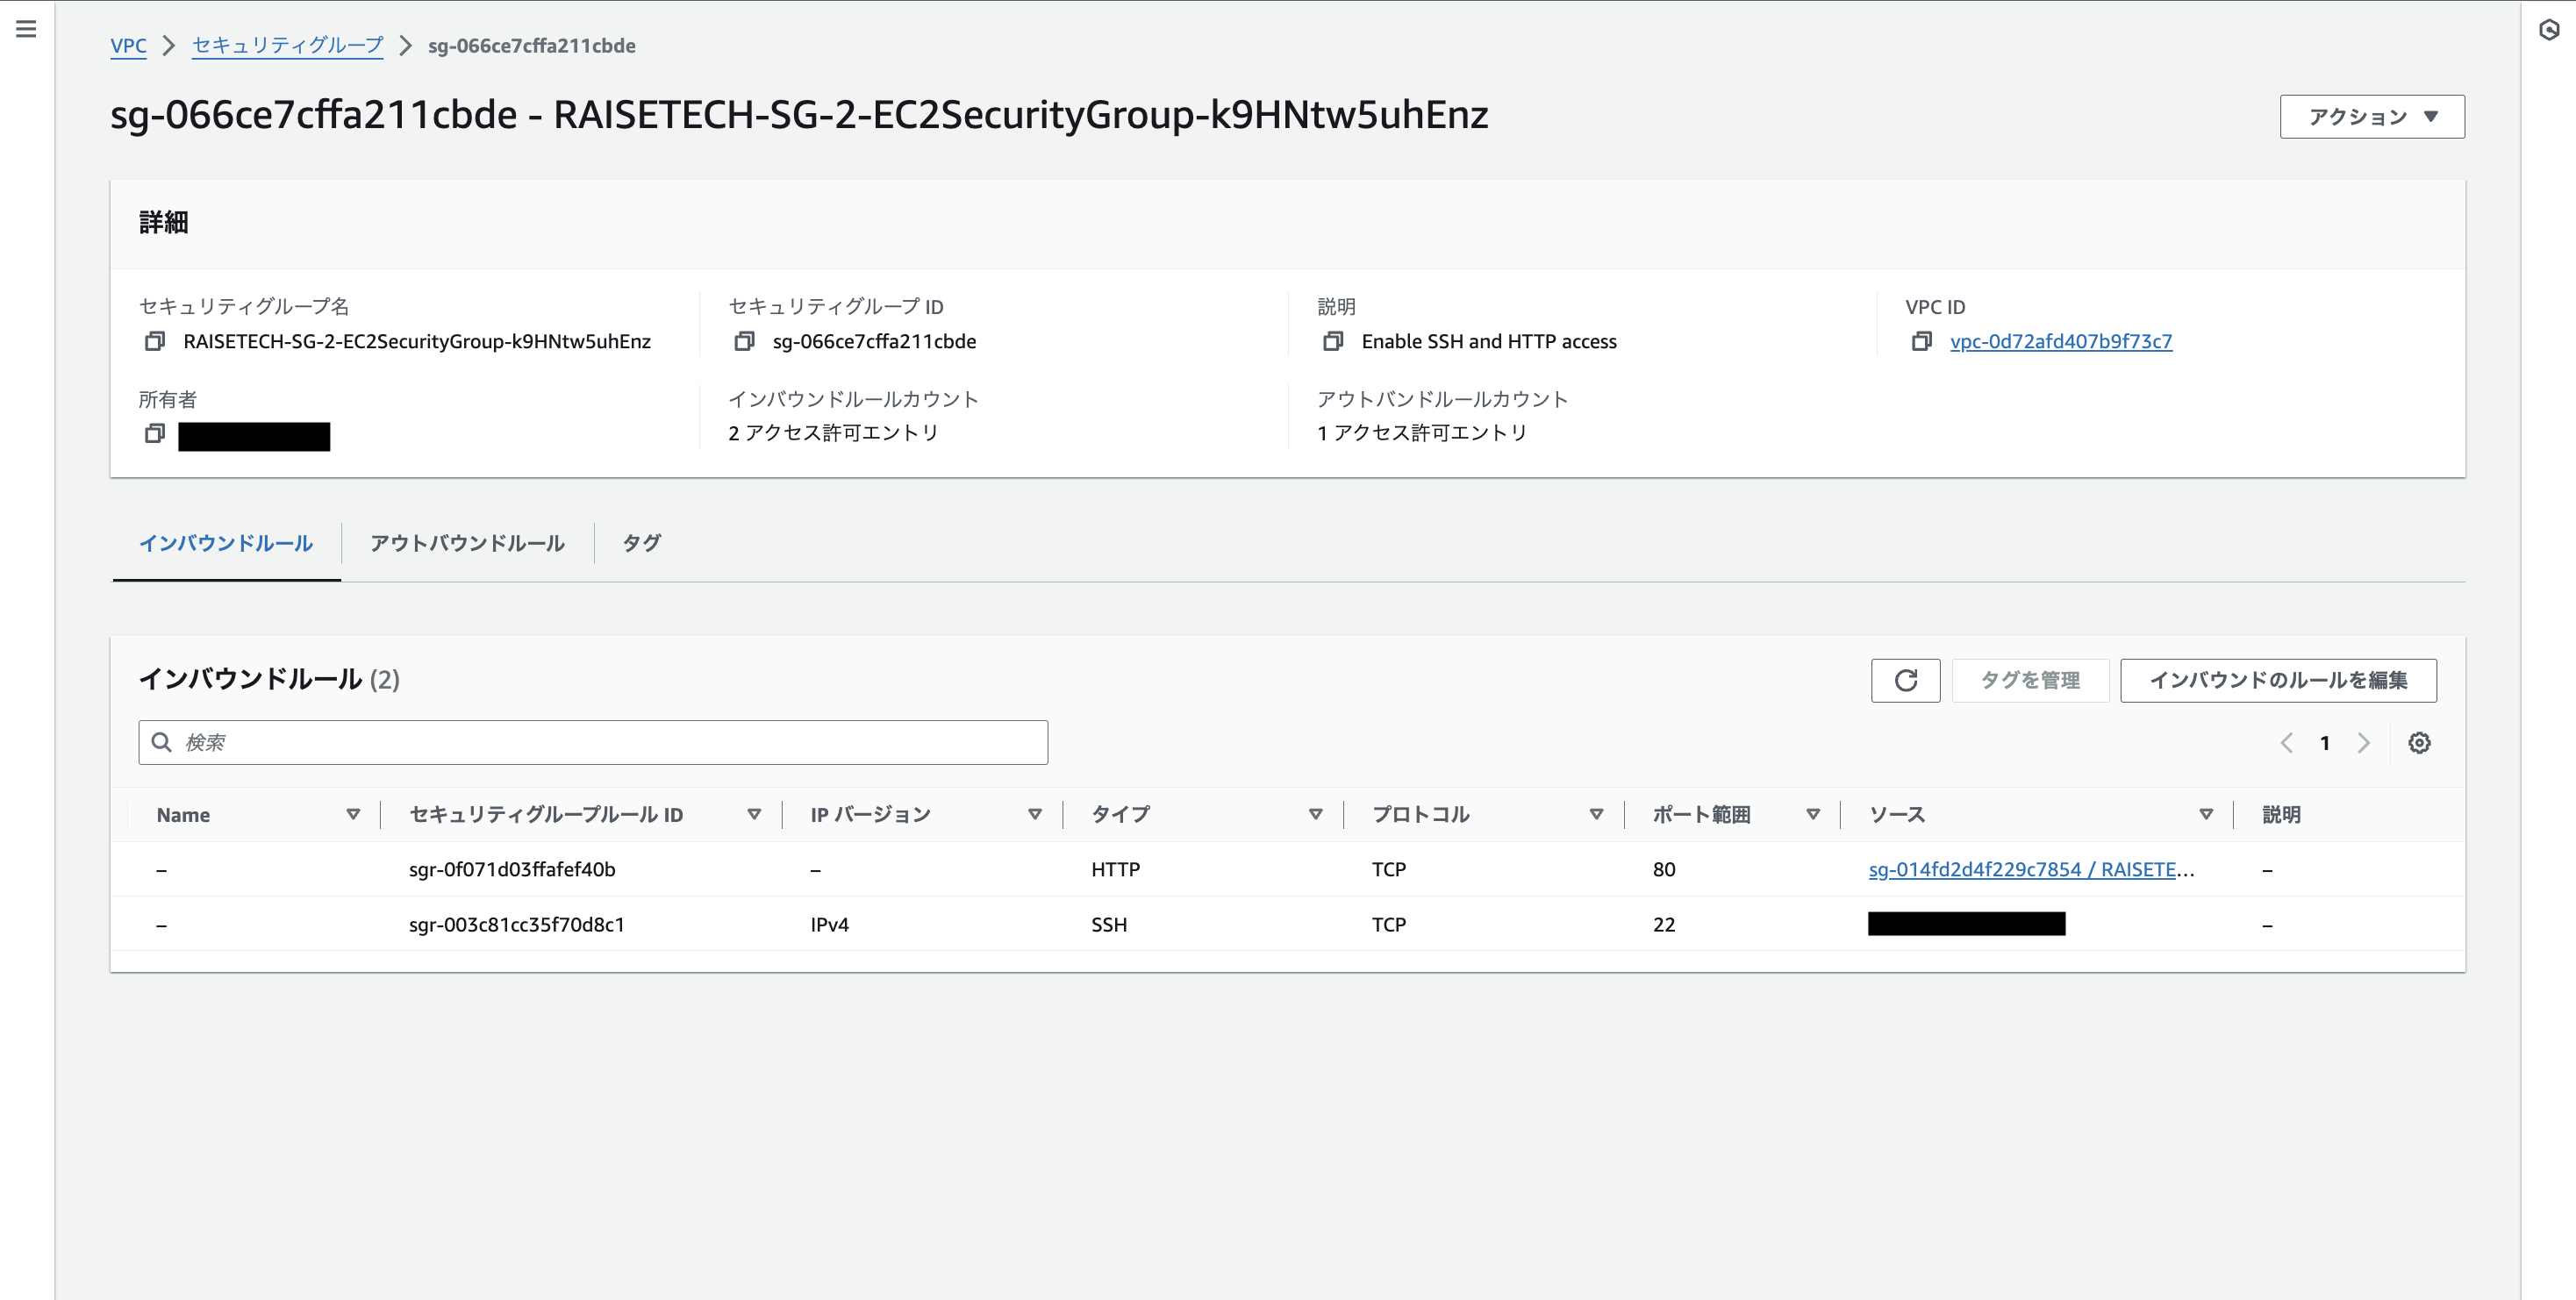 VPC > セキュリティグループ > sg-066ce7cffa211cbde
sg-066ce7cffa211cbde - RAISETECH-SG-2-EC2SecurityGroup-k9HNtw5uhEnz
アクション
詳細
セキュリティグループ名
RAISETECH-SG-2-EC2SecurityGroup-k9HNtw5uhEnz
セキュリティグループ ID
sg-066ce7cffa211cbde
説明
Enable SSH and HTTP access
VPC ID
vpc-0d72afd407b9f73c7
所有者
インバウンドルールカウント
2 アクセス許可エントリ
アウトバンドルールカウント
1 アクセス許可エントリ
インバウンドルール アウトバウンドルール タグ
インバウンドルール (2)
タグを管理 インバウンドのルールを編集
検索
1
Name セキュリティグループルール ID IP バージョン タイプ プロトコル ポート範囲 ソース 説明
– sgr-0f071d03ffafef40b – HTTP TCP 80 sg-014fd2d4f229c7854 / RAISETE... –
– sgr-003c81cc35f70d8c1 IPv4 SSH TCP 22 –